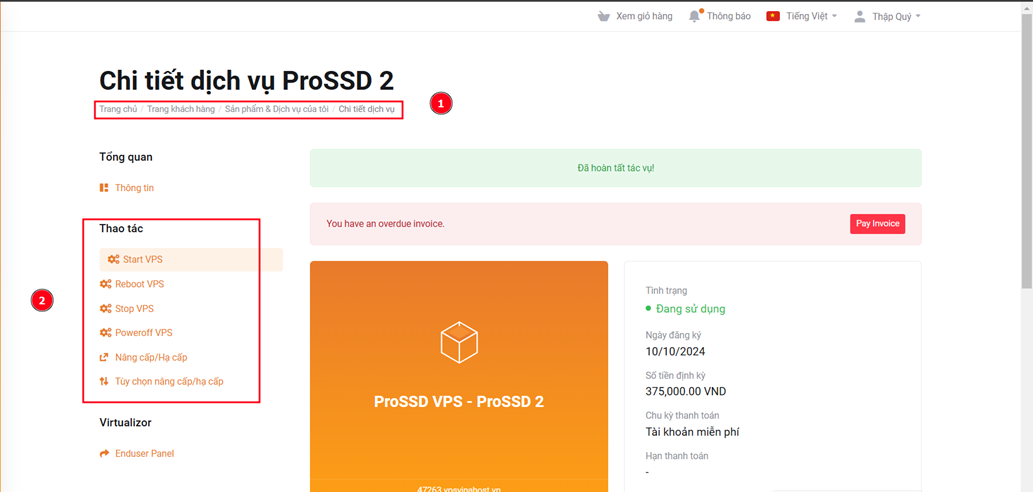 Xem giỏ hàng Thông báo Tiếng Việt Thập Quý
Chi tiết dịch vụ ProSSD 2
Trang chủ / Trang khách hàng / Sản phẩm & Dịch vụ của tôi / Chi tiết dịch vụ
1
Tổng quan
Thông tin
Đã hoàn tất tác vụ!
You have an overdue invoice.
Pay Invoice
Thao tác
Start VPS
Reboot VPS
Stop VPS
Poweroff VPS
Nâng cấp/Hạ cấp
Tùy chọn nâng cấp/hạ cấp
2
Virtualizor
Enduser Panel
ProSSD VPS - ProSSD 2
47263.vpsvinahost.vn
Tình trạng
Đang sử dụng
Ngày đăng ký
10/10/2024
Số tiền định kỳ
375,000.00 VND
Chu kỳ thanh toán
Tài khoản miễn phí
Hạn thanh toán
-